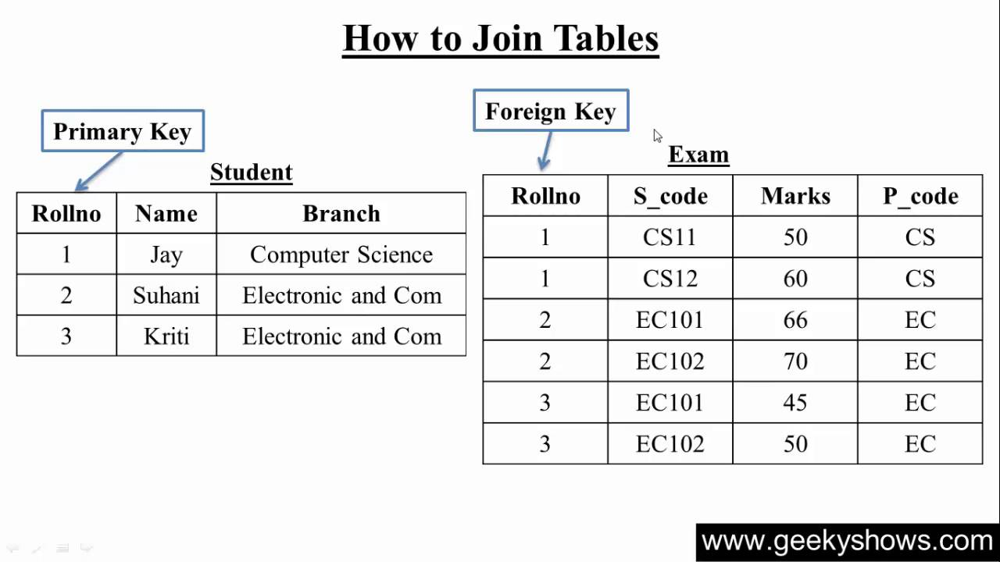 How to Join Tables
Primary Key
Student
Rollno Name Branch
1 Jay Computer Science
2 Suhani Electronic and Com
3 Kriti Electronic and Com
Foreign Key
Exam
Rollno S_code Marks P_code
1 CS11 50 CS
1 CS12 60 CS
2 EC101 66 EC
2 EC102 70 EC
3 EC101 45 EC
3 EC102 50 EC
www.geekyshows.com